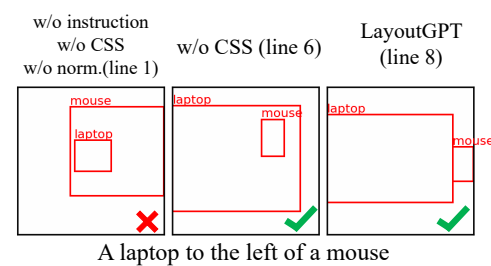 w/o instruction
w/o CSS
w/o norm.(line 1)
w/o CSS (line 6)
LayoutGPT
(line 8)
mouse
laptop
laptop
mouse
laptop
mouse
A laptop to the left of a mouse